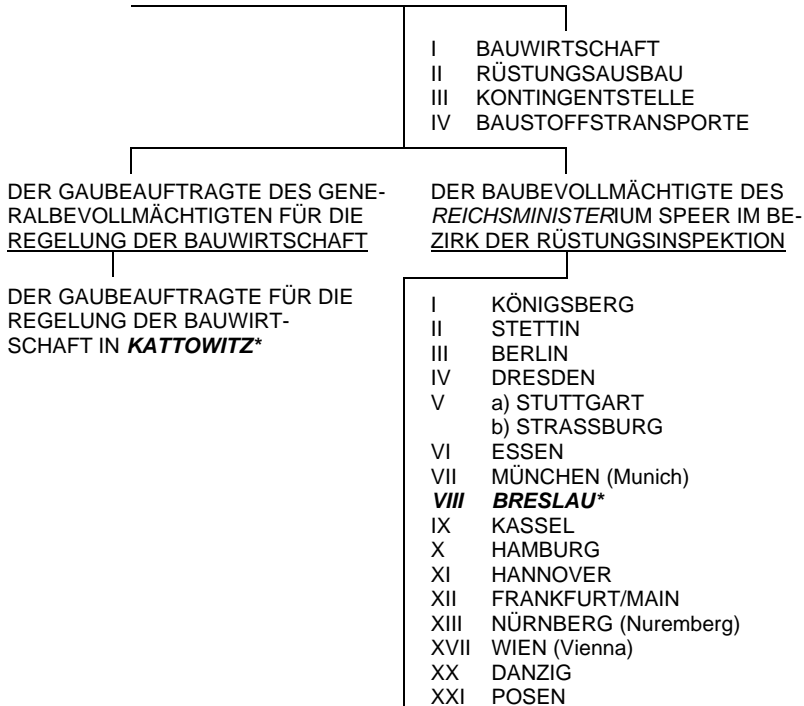 I BAUWIRTSCHAFT
II RÜSTUNGSAUSBAU
III KONTINGENTSTELLE
IV BAUSTOFFSTRANSPORTE
DER GAUBEAUFTRAGTE DES GENE-
RALBEVOLLMÄCHTIGTEN FÜR DIE
REGELUNG DER BAUWIRTSCHAFT
DER GAUBEAUFTRAGTE FÜR DIE
REGELUNG DER BAUWIRT-
SCHAFT IN KATTOWITZ*
DER BAUBEVOLLMÄCHTIGTE DES
REICHSMINISTERIUM SPEER IM BE-
ZIRK DER RÜSTUNGSINSPEKTION
I KÖNIGSBERG
II STETTIN
III BERLIN
IV DRESDEN
V a) STUTTGART
b) STRASSBURG
VI ESSEN
VII MÜNCHEN (Munich)
VIII BRESLAU*
IX KASSEL
X HAMBURG
XI HANNOVER
XII FRANKFURT/MAIN
XIII NÜRNBERG (Nuremberg)
XVII WIEN (Vienna)
XX DANZIG
XXI POSEN